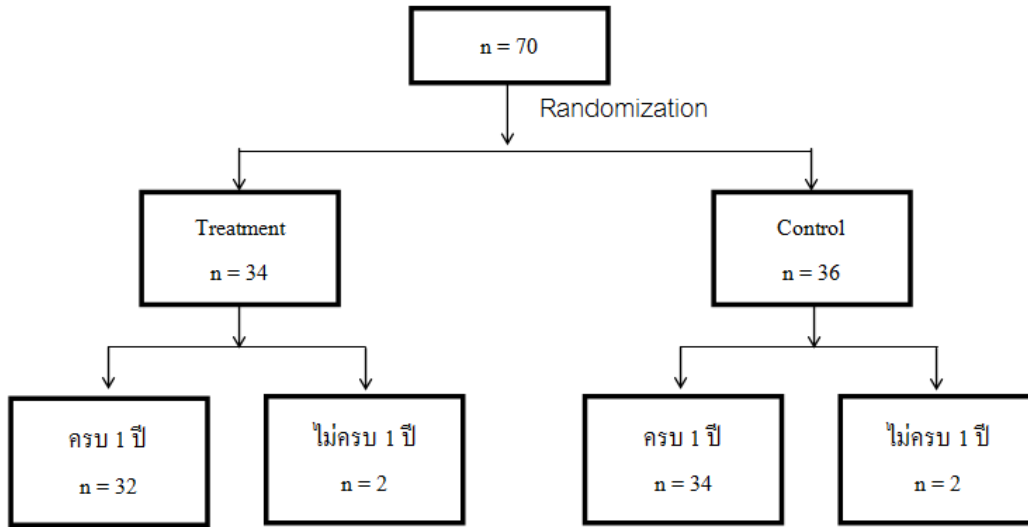 n = 70
Randomization
Treatment
n = 34
Control
n = 36
ครบ 1 ปี
n = 32
ไม่ครบ 1 ปี
n = 2
ครบ 1 ปี
n = 34
ไม่ครบ 1 ปี
n = 2